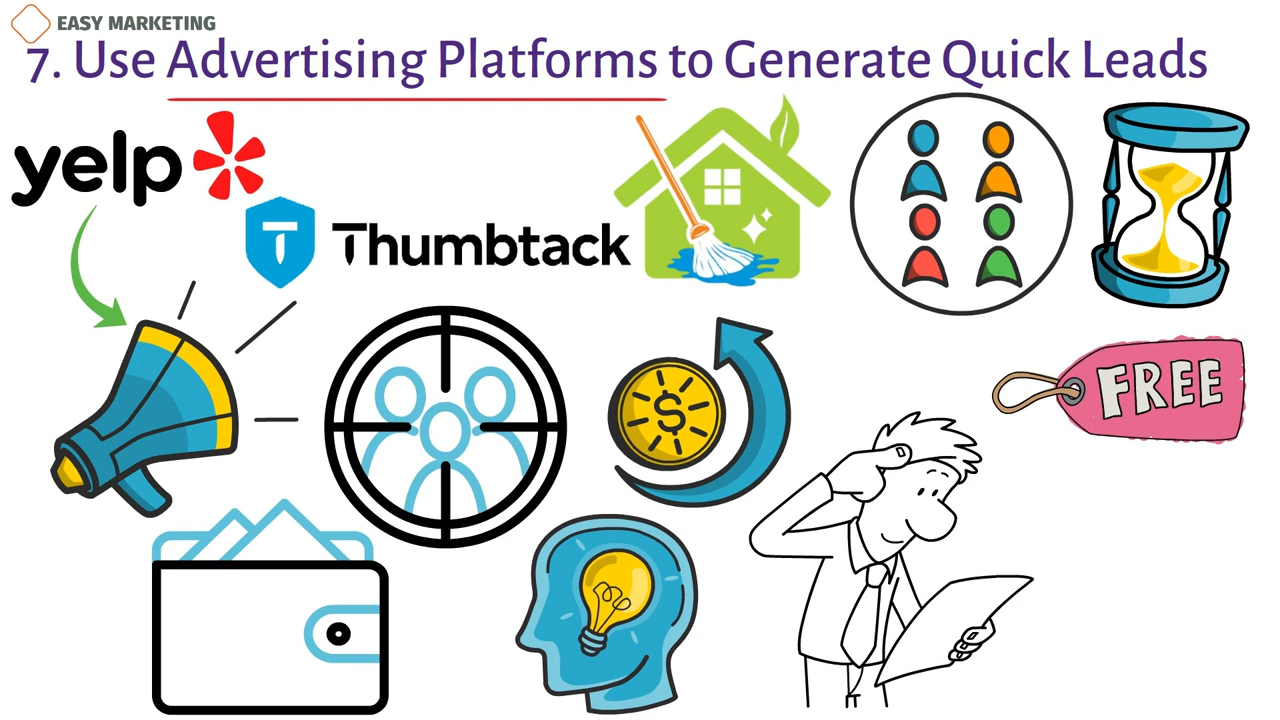 EASY MARKETING
7. Use Advertising Platforms to Generate Quick Leads
yelp
T Thumbtack
$
FREE